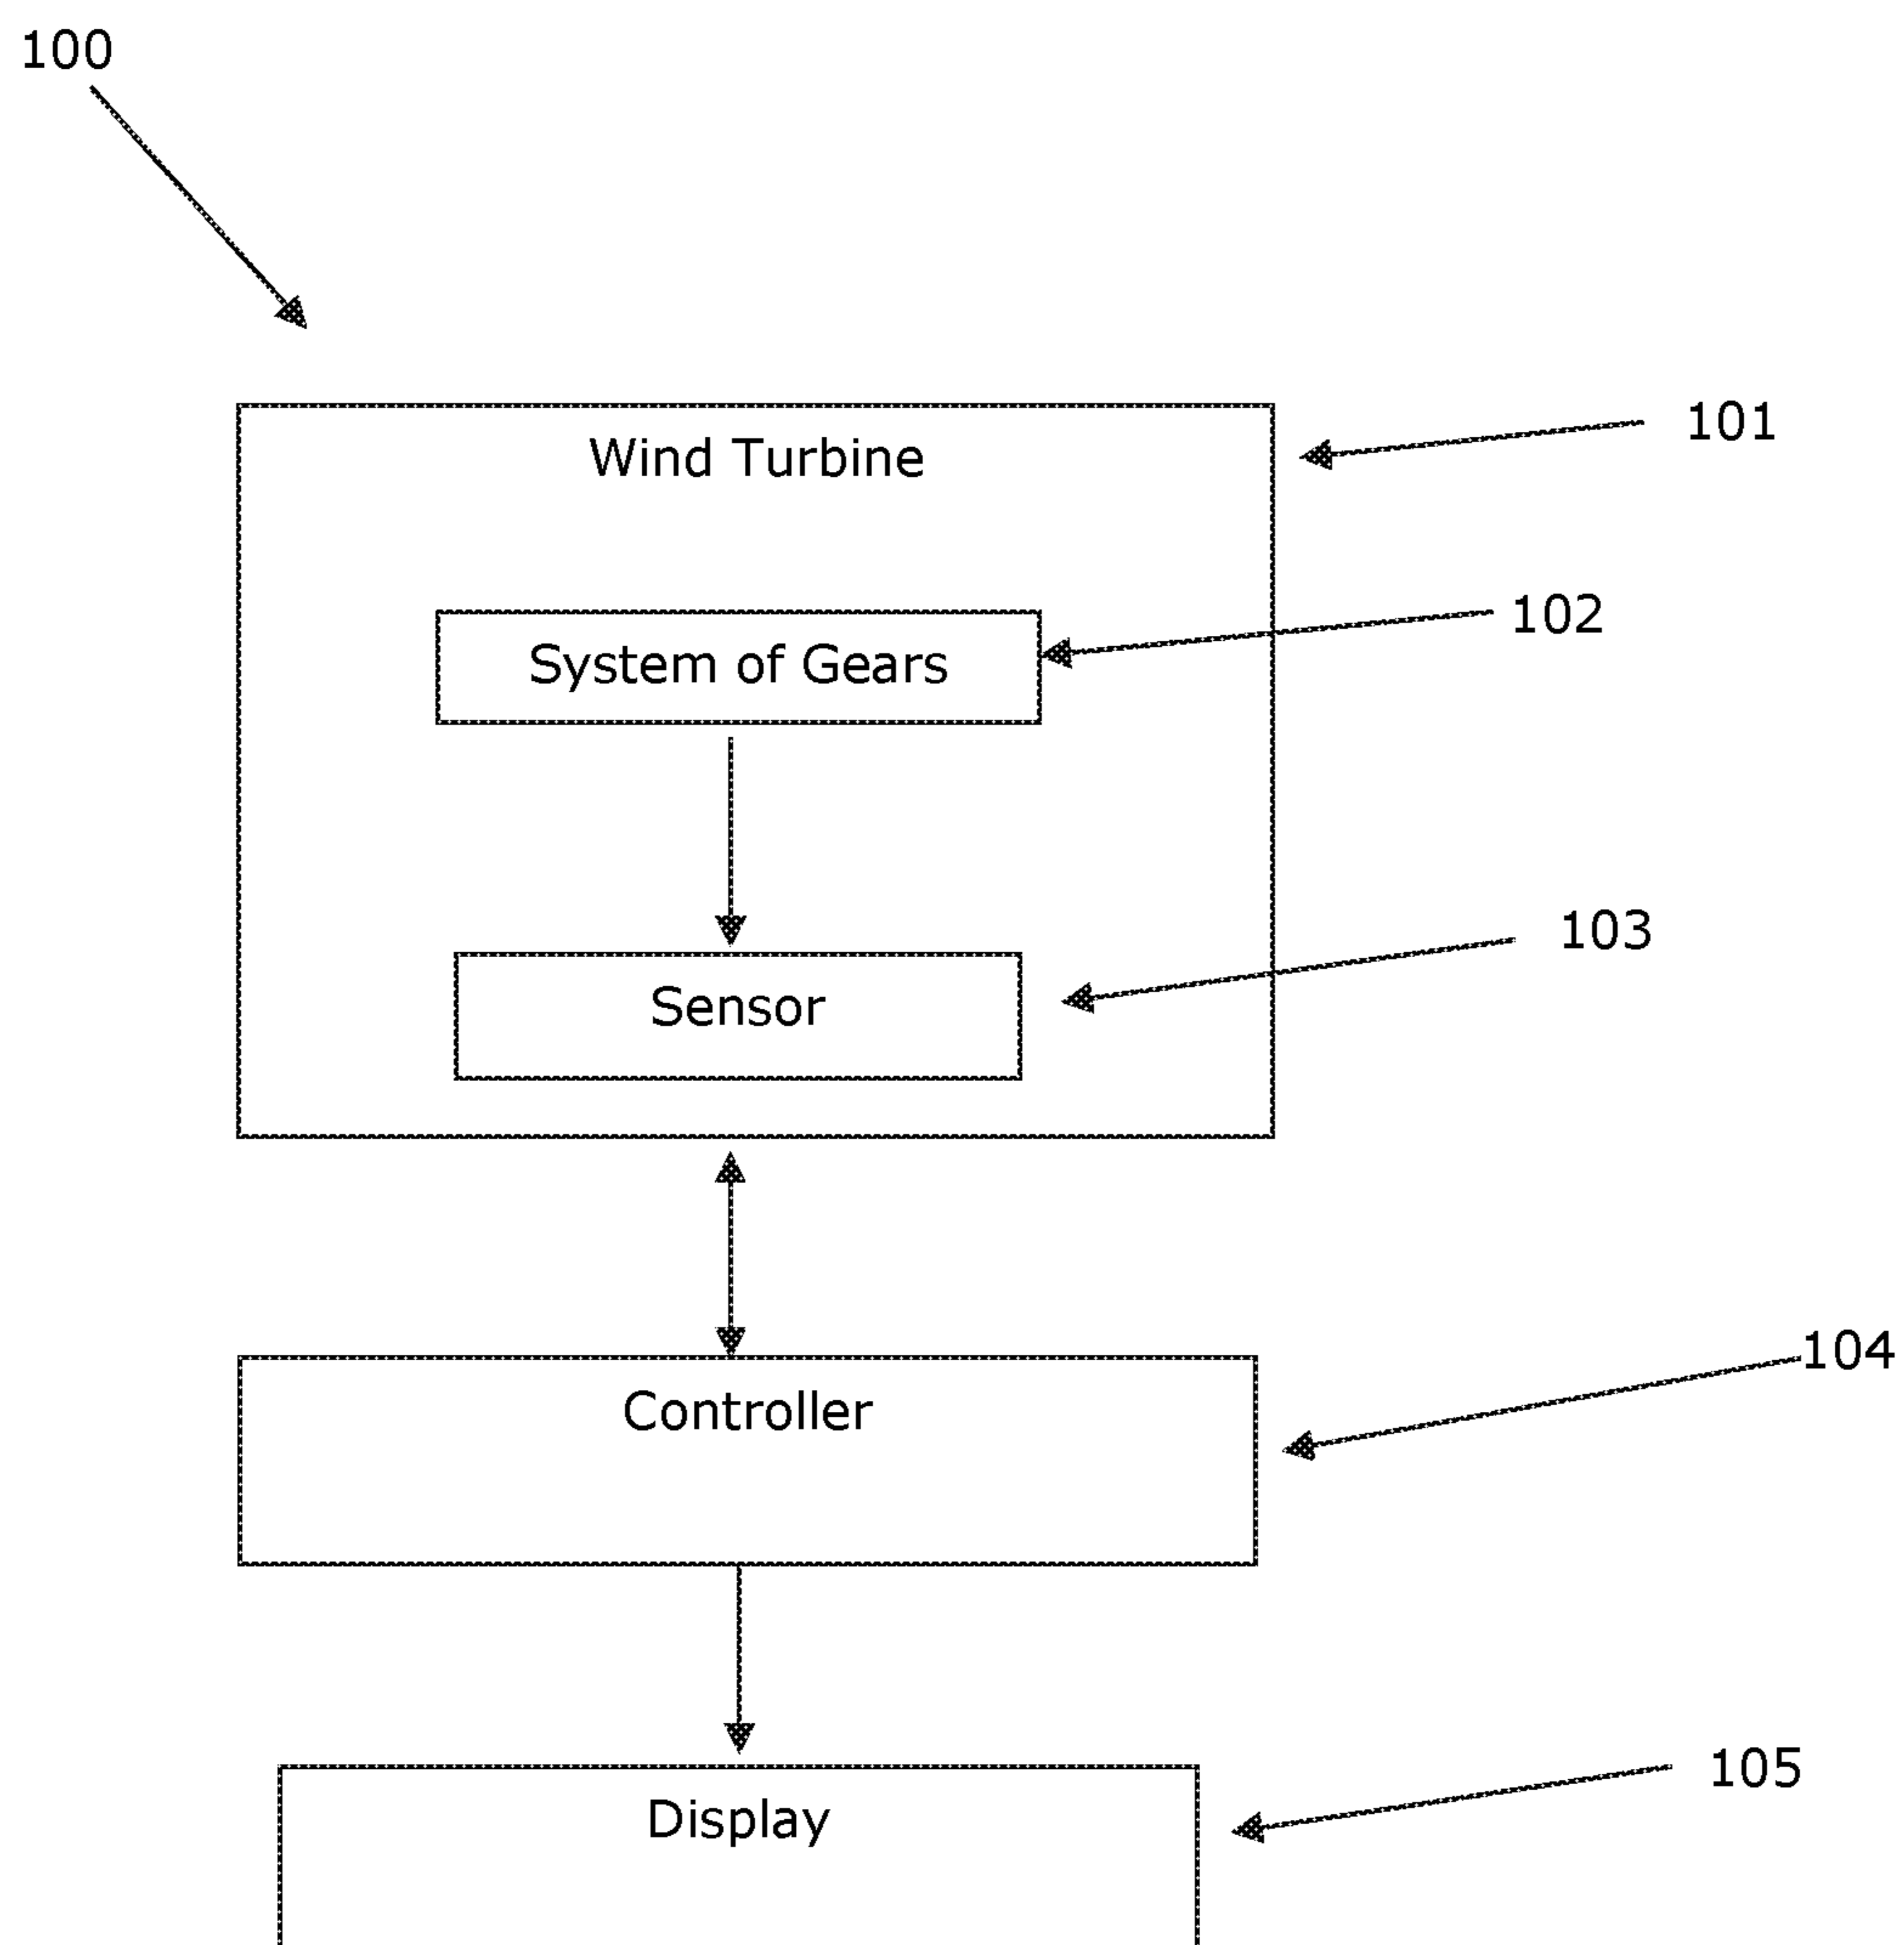 100
Wind Turbine
101
System of Gears
102
Sensor
103
Controller
104
Display
105